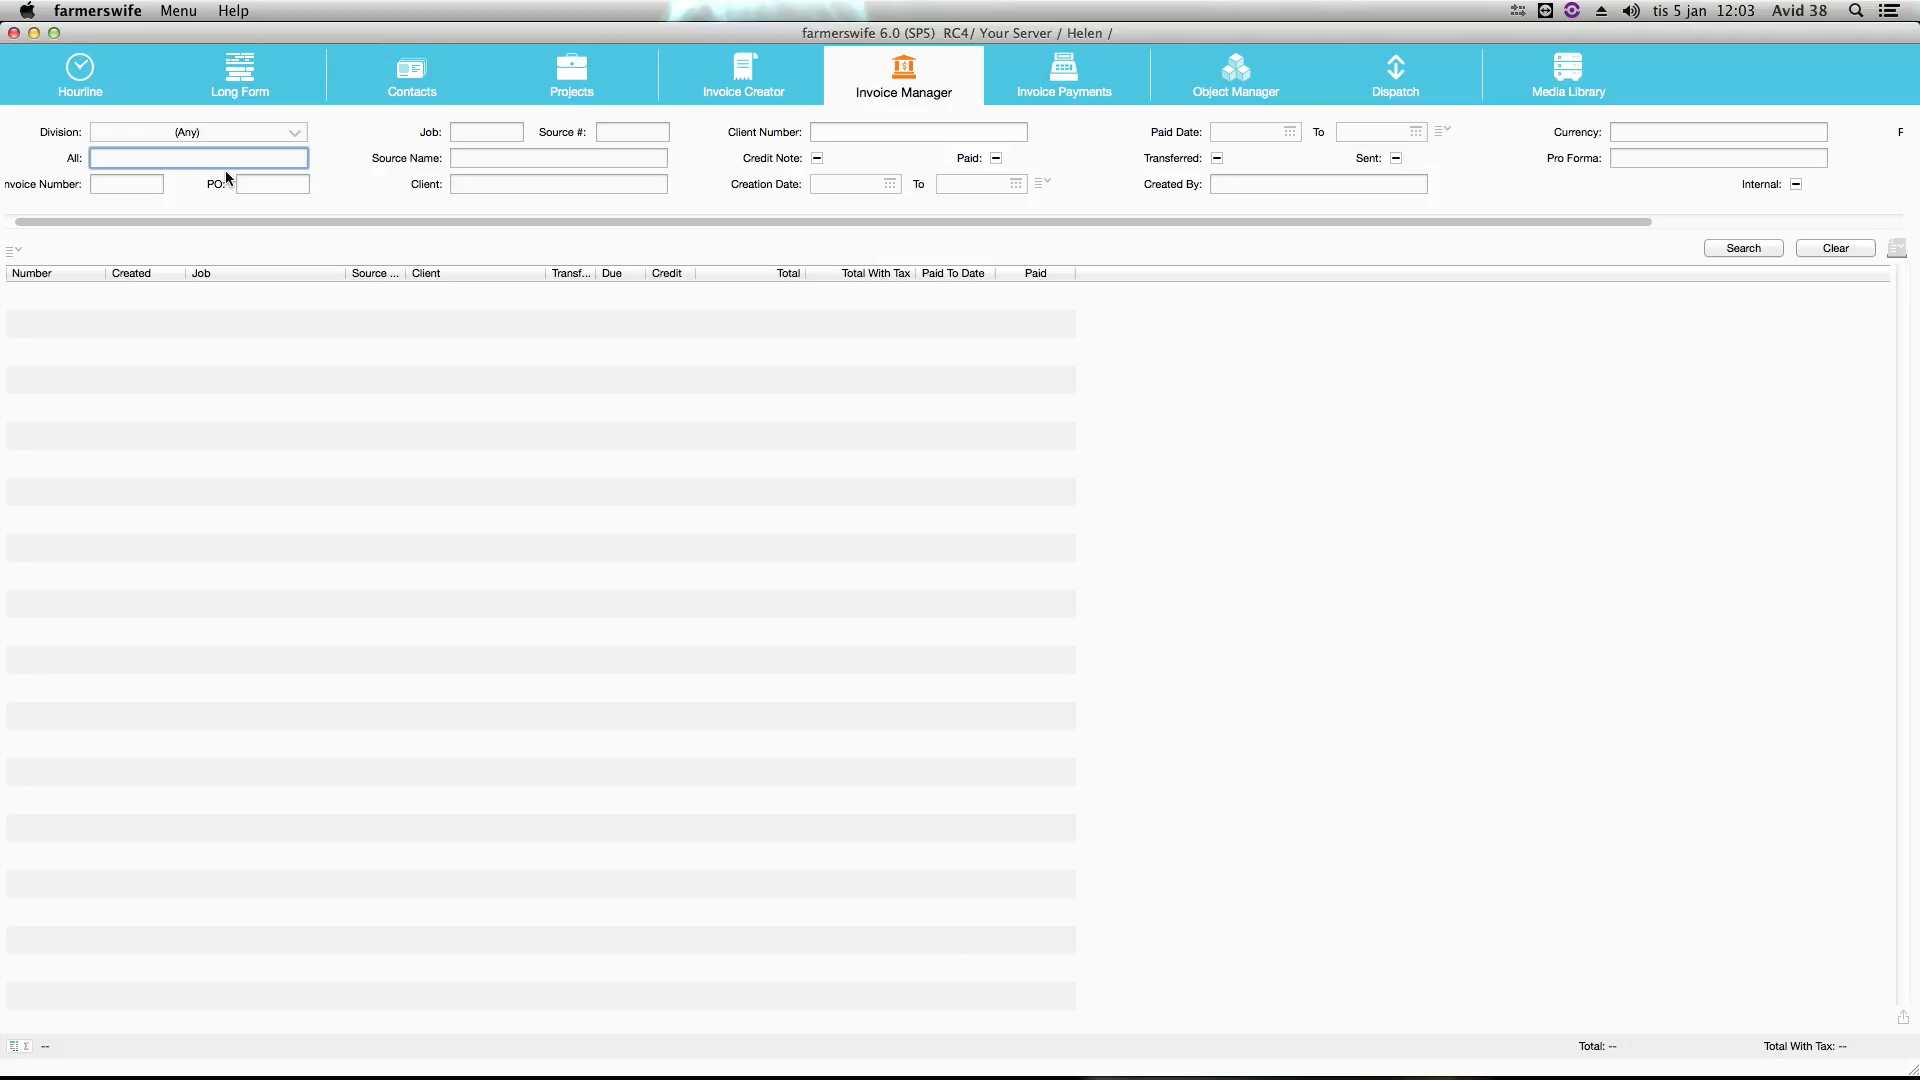 farmerswife Menu Help tis 5 jan 12:03 Avid 38
farmerswife 6.0 (SP5) RC4/ Your Server / Helen /
Hourline Long Form Contacts Projects Invoice Creator Invoice Manager Invoice Payments Object Manager Dispatch Media Library
Division: (Any) Job: Source #: Client Number: Paid Date: To Currency: F
All: Source Name: Credit Note: Paid: Transferred: Sent: Pro Forma:
nvoice Number: PO: Client: Creation Date: To Created By: Internal:
Search Clear
Number Created Job Source ... Client Transf... Due Credit Total Total With Tax Paid To Date Paid
-- Total: -- Total With Tax: --